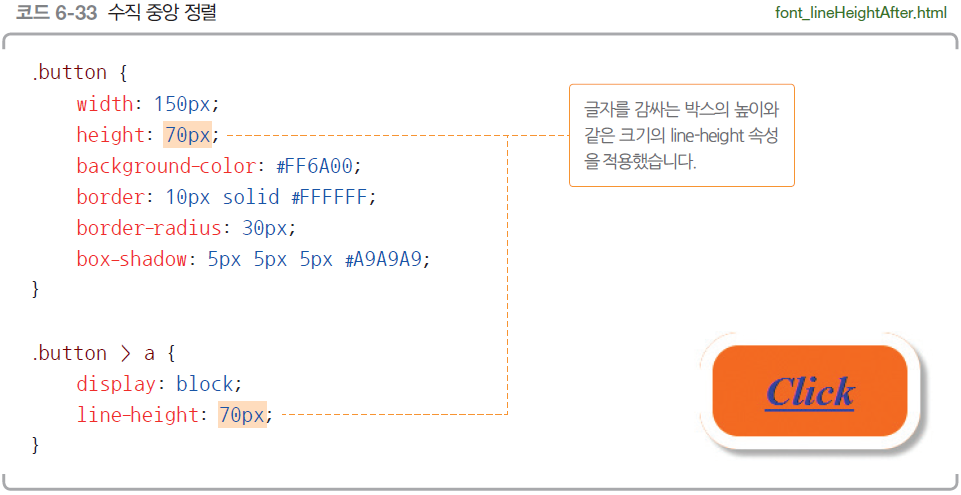 코드 6-33 수직 중앙 정렬
font_lineHeightAfter.html
.button {
width: 150px;
height: 70px;
background-color: #FF6A00;
border: 10px solid #FFFFFF;
border-radius: 30px;
box-shadow: 5px 5px 5px #A9A9A9;
}
글자를 감싸는 박스의 높이와
같은 크기의 line-height 속성
을 적용했습니다.
.button > a {
display: block;
line-height: 70px;
}
Click